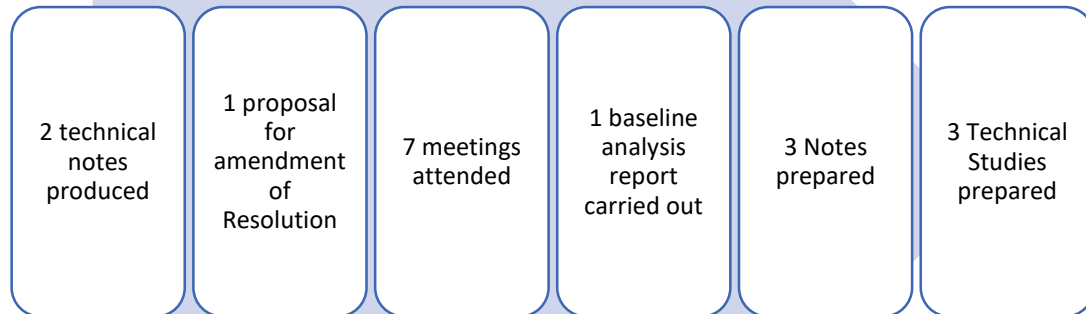 2 technical
notes
produced
1 proposal
for
amendment
of
Resolution
7 meetings
attended
1 baseline
analysis
report
carried out
3 Notes
prepared
3 Technical
Studies
prepared